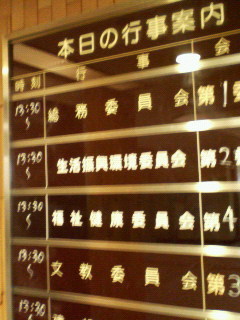 本日の行事案内
時刻 行事 会
13:30 〜 総務委員会 第1
13:30 〜 生活振興環境委員会 第2
13:30 〜 福祉健康委員会 第4
13:30 〜 文教委員会 第3
13:30